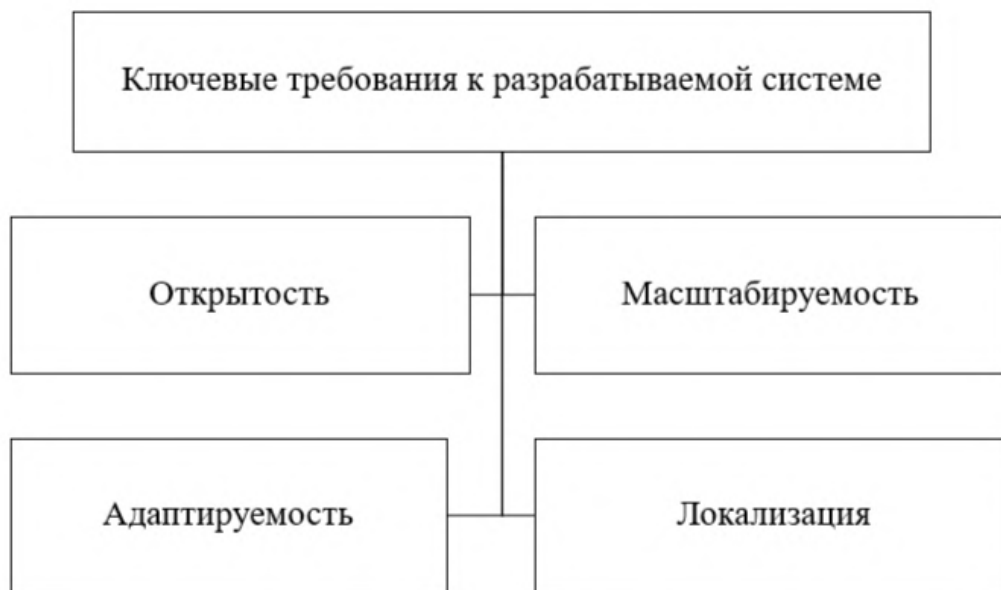 Ключевые требования к разрабатываемой системе
Открытость
Масштабируемость
Адаптируемость
Локализация